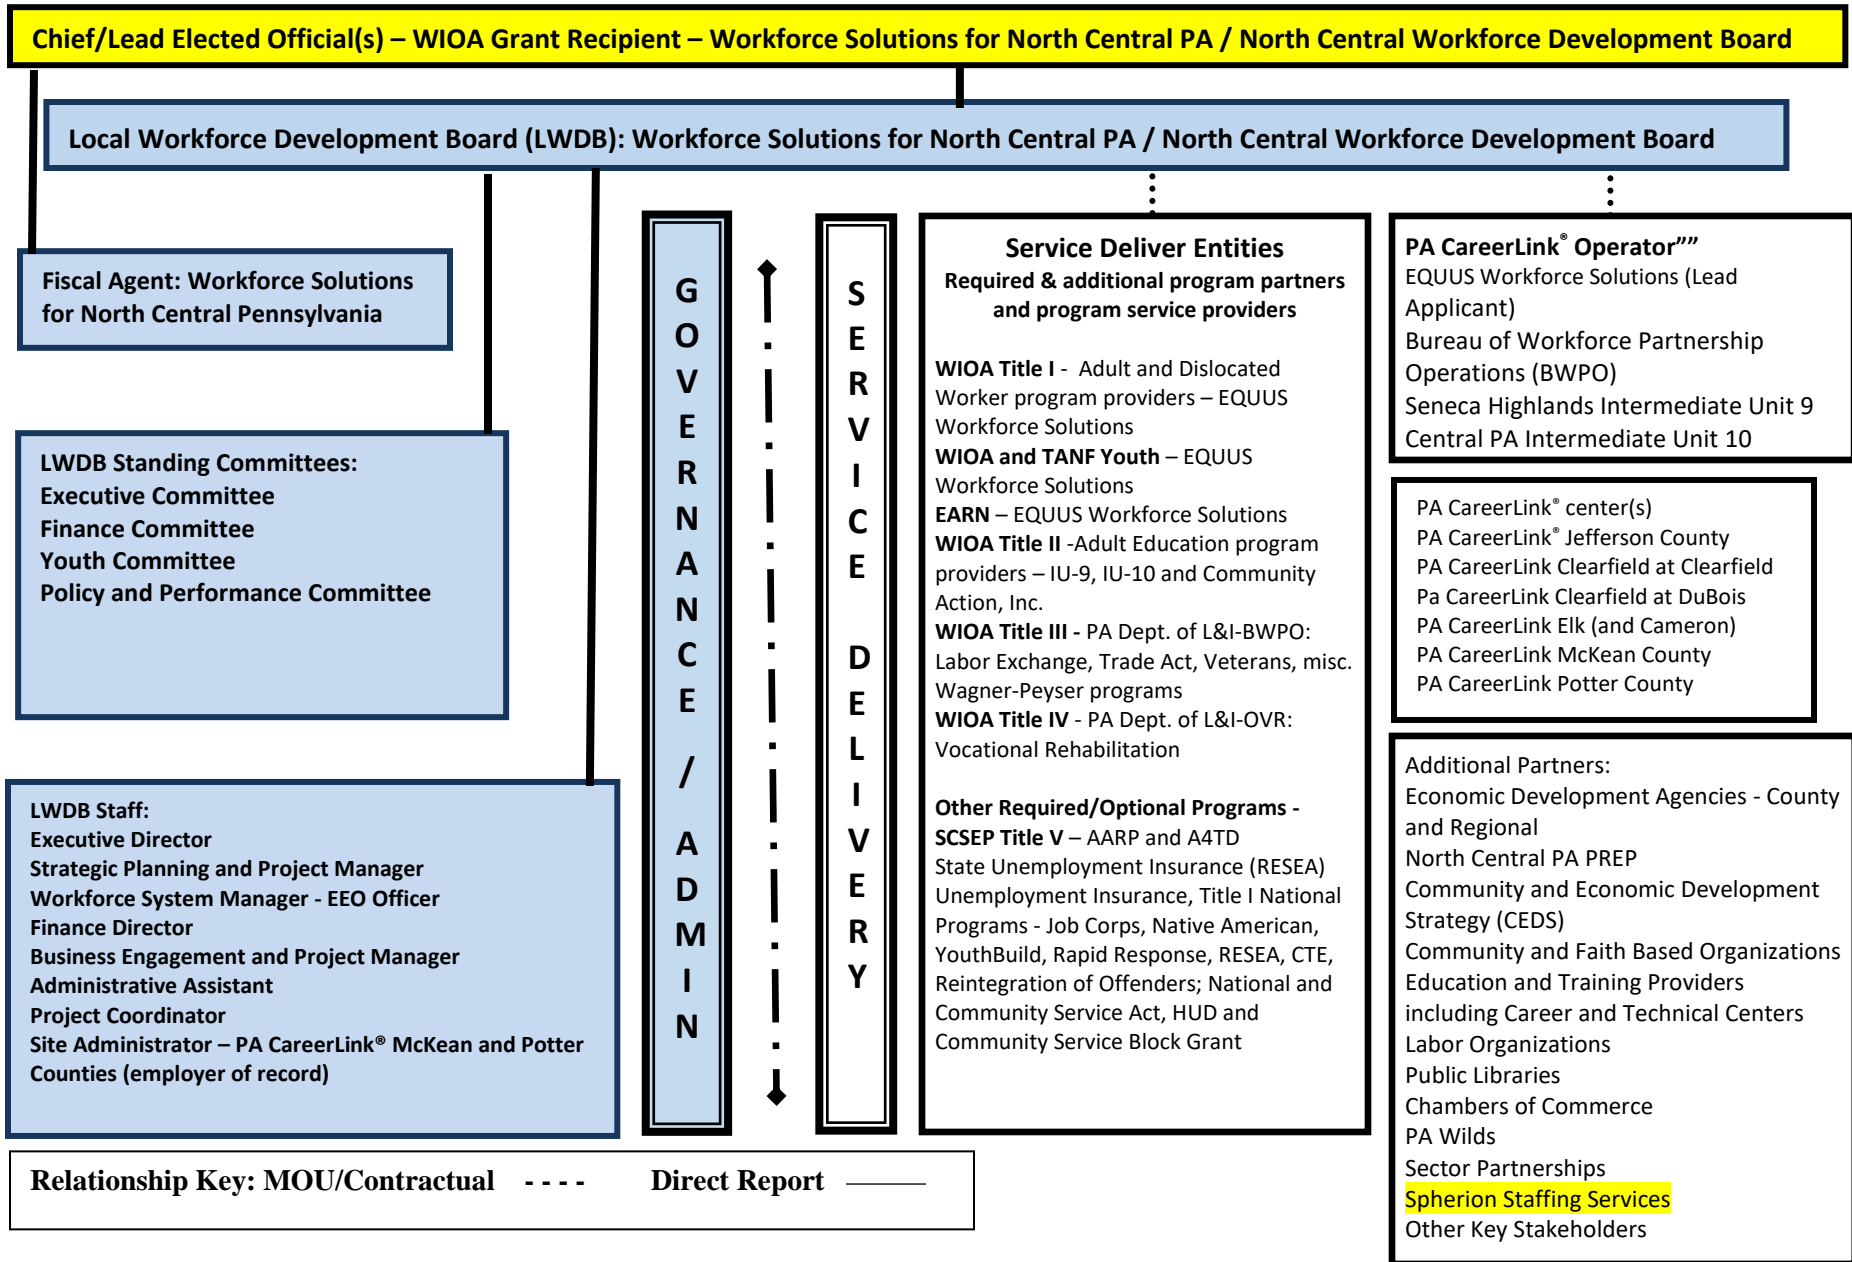 Chief/Lead Elected Official(s) – WIOA Grant Recipient – Workforce Solutions for North Central PA / North Central Workforce Development Board
Local Workforce Development Board (LWDB): Workforce Solutions for North Central PA / North Central Workforce Development Board
Fiscal Agent: Workforce Solutions
for North Central Pennsylvania
LWDB Standing Committees:
Executive Committee
Finance Committee
Youth Committee
Policy and Performance Committee
LWDB Staff:
Executive Director
Strategic Planning and Project Manager
Workforce System Manager - EEO Officer
Finance Director
Business Engagement and Project Manager
Administrative Assistant
Project Coordinator
Site Administrator – PA CareerLink® McKean and Potter
Counties (employer of record)
GOVERNANCE / ADMIN
SERVICE DELIVERY
Service Deliver Entities
Required & additional program partners
and program service providers
WIOA Title I - Adult and Dislocated
Worker program providers – EQUUS
Workforce Solutions
WIOA and TANF Youth – EQUUS
Workforce Solutions
EARN – EQUUS Workforce Solutions
WIOA Title II -Adult Education program
providers – IU-9, IU-10 and Community
Action, Inc.
WIOA Title III - PA Dept. of L&I-BWPO:
Labor Exchange, Trade Act, Veterans, misc.
Wagner-Peyser programs
WIOA Title IV - PA Dept. of L&I-OVR:
Vocational Rehabilitation
Other Required/Optional Programs -
SCSEP Title V – AARP and A4TD
State Unemployment Insurance (RESEA)
Unemployment Insurance, Title I National
Programs - Job Corps, Native American,
YouthBuild, Rapid Response, RESEA, CTE,
Reintegration of Offenders; National and
Community Service Act, HUD and
Community Service Block Grant
PA CareerLink® Operator””
EQUUS Workforce Solutions (Lead
Applicant)
Bureau of Workforce Partnership
Operations (BWPO)
Seneca Highlands Intermediate Unit 9
Central PA Intermediate Unit 10
PA CareerLink® center(s)
PA CareerLink® Jefferson County
PA CareerLink Clearfield at Clearfield
Pa CareerLink Clearfield at DuBois
PA CareerLink Elk (and Cameron)
PA CareerLink McKean County
PA CareerLink Potter County
Additional Partners:
Economic Development Agencies - County
and Regional
North Central PA PREP
Community and Economic Development
Strategy (CEDS)
Community and Faith Based Organizations
Education and Training Providers
including Career and Technical Centers
Labor Organizations
Public Libraries
Chambers of Commerce
PA Wilds
Sector Partnerships
Spherion Staffing Services
Other Key Stakeholders
Relationship Key: MOU/Contractual - - - - Direct Report ———